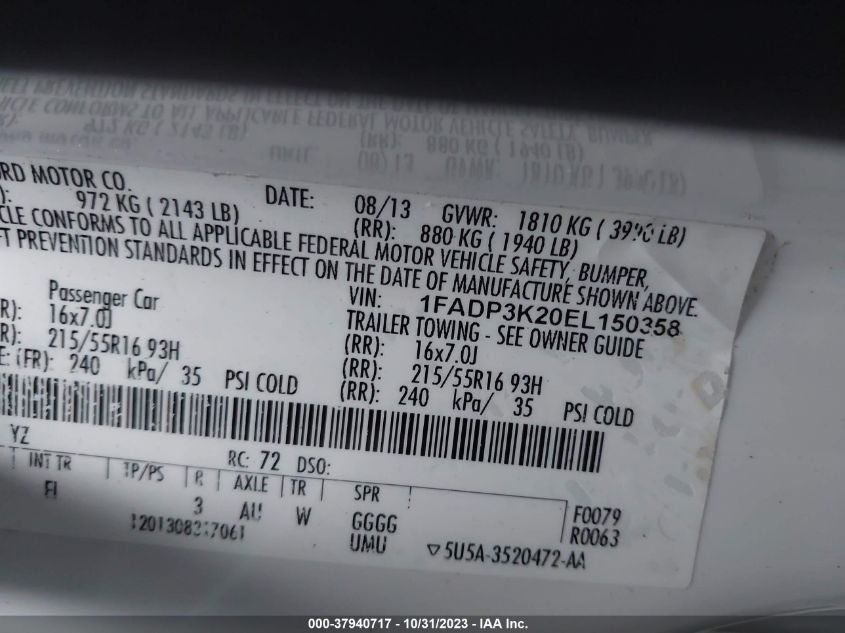 ORD MOTOR CO. DATE: 08/13 GVWR: 1810 KG ( 3990 LB)
): 972 KG ( 2143 LB) (RR): 880 KG ( 1940 LB)
CLE CONFORMS TO ALL APPLICABLE FEDERAL MOTOR VEHICLE SAFETY, BUMPER,
FT PREVENTION STANDARDS IN EFFECT ON THE DATE OF MANUFACTURE SHOWN ABOVE.
VIN: 1FADP3K20EL150358
Passenger Car TRAILER TOWING - SEE OWNER GUIDE
R): 16x7.0J (RR): 16x7.0J
R): 215/55R16 93H (RR): 215/55R16 93H
E: (FR): 240 kPa/ 35 PSI COLD (RR): 240 kPa/ 35 PSI COLD
YZ RC: 72 DSO:
INT TR TP/PS R AXLE TR SPR
EI 3 AU W GGGG F0079
UMU R0063
▽5U5A-3520472-AA
000-37940717 - 10/31/2023 - IAA Inc.